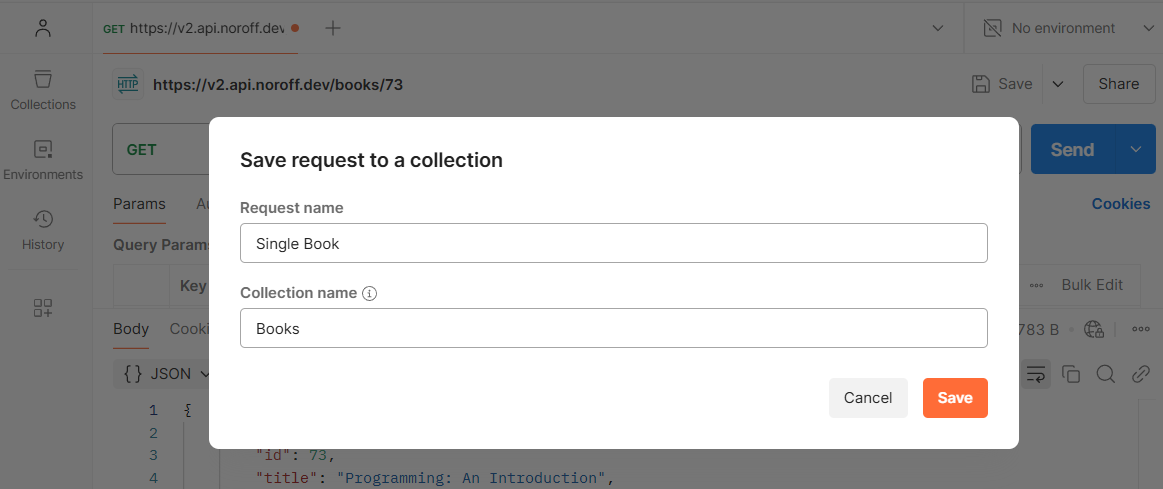 GET https://v2.api.noroff.dev
No environment
HTTP https://v2.api.noroff.dev/books/73
Save
Share
Collections
GET
Send
Environments
Params
Cookies
History
Query Params
Key
Bulk Edit
Body
783 B
{} JSON
Save request to a collection
Request name
Single Book
Collection name
Books
Cancel
Save
1 {
2
3 "id": 73,
4 "title": "Programming: An Introduction",